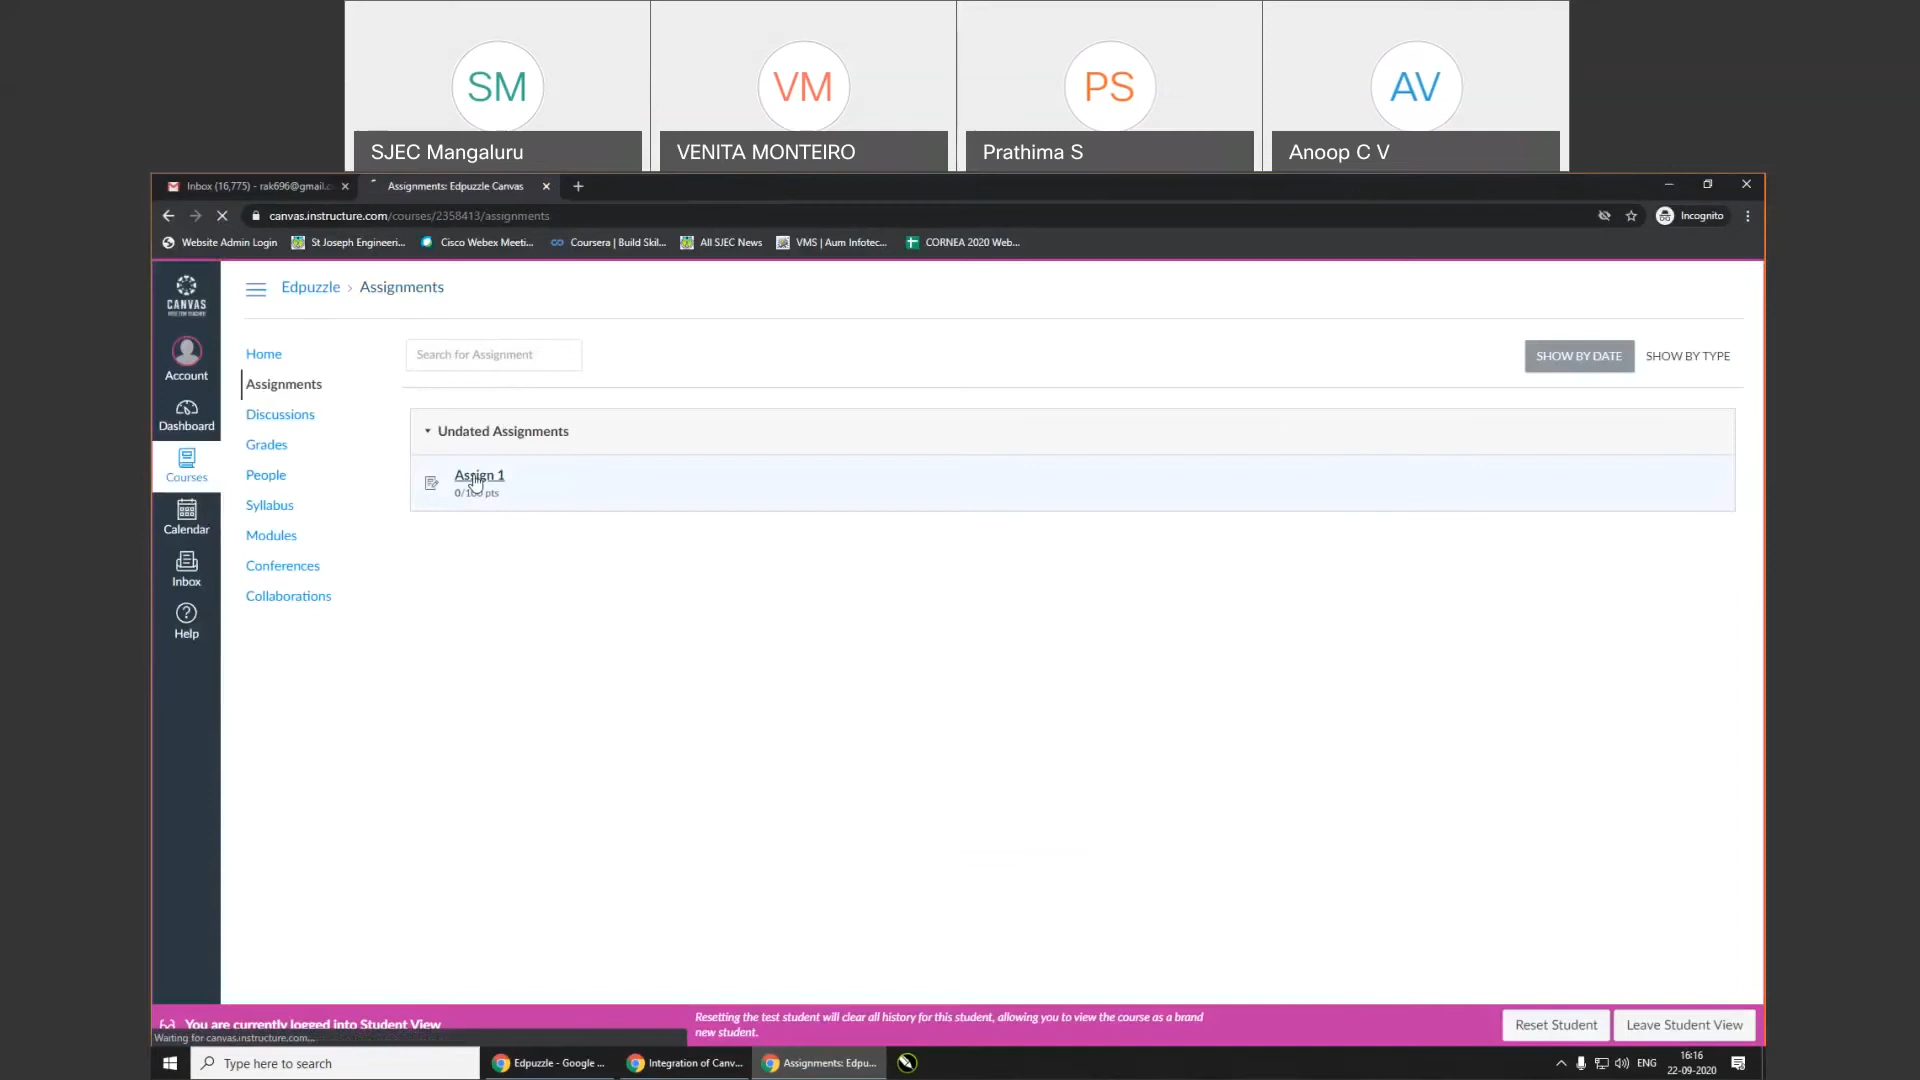 SM
VM
PS
AV
SJEC Mangaluru
VENITA MONTEIRO
Prathima S
Anoop C V
Inbox (16,775) - rak696@gmail.c
Assignments: Edpuzzle Canvas
canvas.instructure.com/courses/2358413/assignments
Incognito
Website Admin Login
St Joseph Engineeri...
Cisco Webex Meeti...
Coursera | Build Skil...
All SJEC News
VMS | Aum Infotec...
CORNEA 2020 Web...
CANVAS
Account
Dashboard
Courses
Calendar
Inbox
Help
Edpuzzle › Assignments
Home
Assignments
Discussions
Grades
People
Syllabus
Modules
Conferences
Collaborations
Search for Assignment
SHOW BY DATE
SHOW BY TYPE
Undated Assignments
Assign 1
0/100 pts
You are currently logged into Student View
Waiting for canvas.instructure.com...
Resetting the test student will clear all history for this student, allowing you to view the course as a brand
new student.
Reset Student
Leave Student View
Type here to search
Edpuzzle - Google ...
Integration of Canv...
Assignments: Edpu...
ENG
16:16
22-09-2020